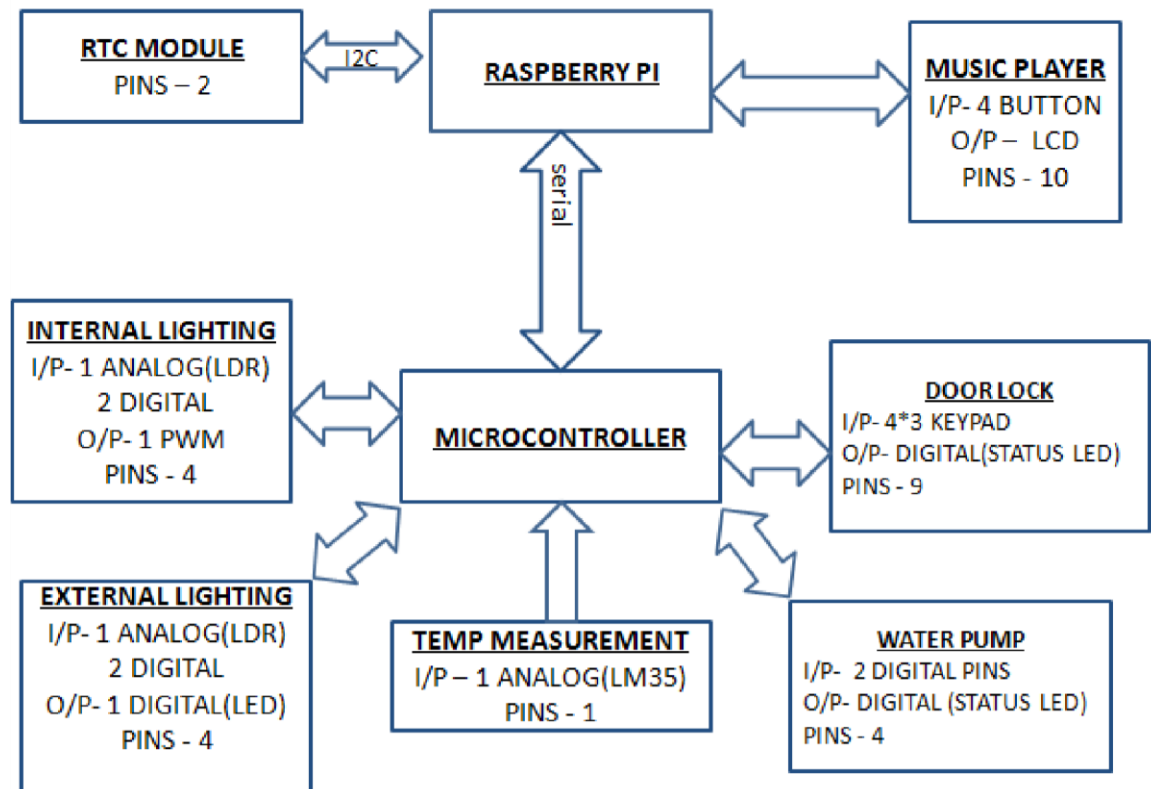 RTC MODULE
PINS – 2
I2C
RASPBERRY PI
MUSIC PLAYER
I/P- 4 BUTTON
O/P – LCD
PINS - 10
serial
INTERNAL LIGHTING
I/P- 1 ANALOG(LDR)
2 DIGITAL
O/P- 1 PWM
PINS - 4
MICROCONTROLLER
DOOR LOCK
I/P- 4*3 KEYPAD
O/P- DIGITAL(STATUS LED)
PINS - 9
EXTERNAL LIGHTING
I/P- 1 ANALOG(LDR)
2 DIGITAL
O/P- 1 DIGITAL(LED)
PINS - 4
TEMP MEASUREMENT
I/P – 1 ANALOG(LM35)
PINS - 1
WATER PUMP
I/P- 2 DIGITAL PINS
O/P- DIGITAL (STATUS LED)
PINS - 4